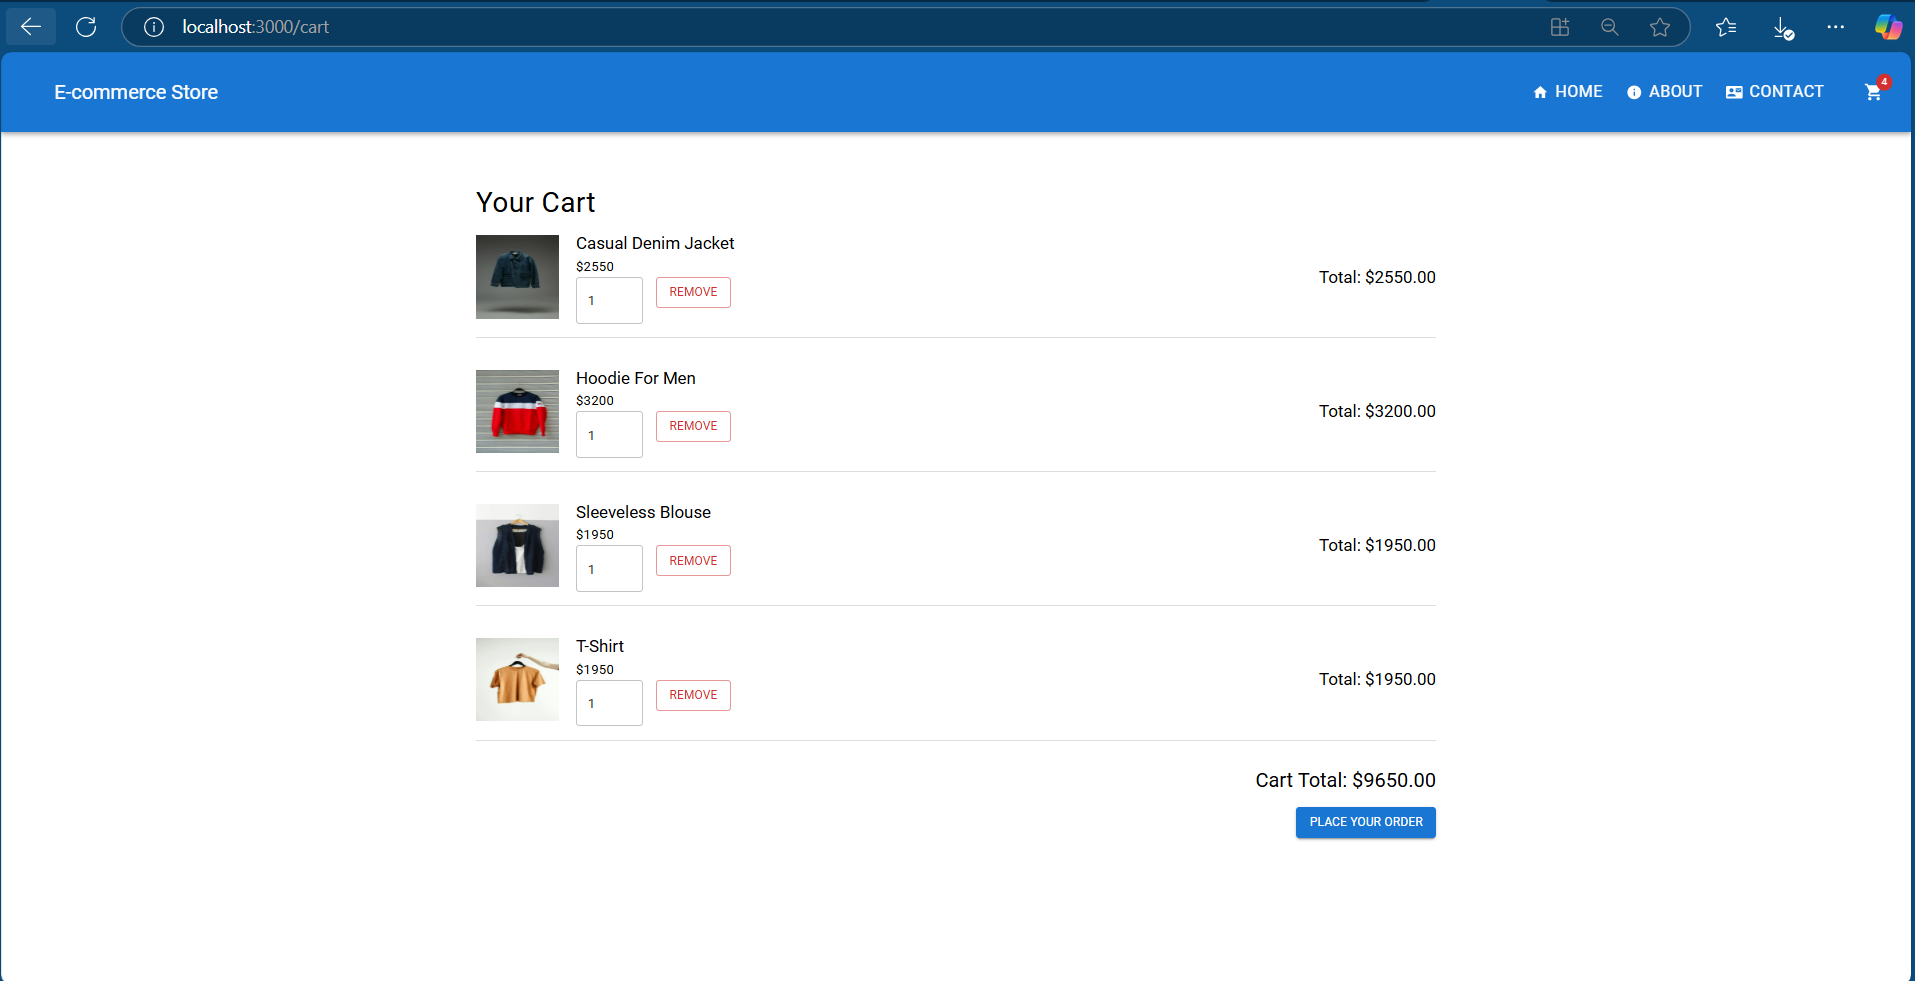 localhost:3000/cart
E-commerce Store
HOME
ABOUT
CONTACT
4
Your Cart
Casual Denim Jacket
$2550
1
REMOVE
Total: $2550.00
Hoodie For Men
$3200
1
REMOVE
Total: $3200.00
Sleeveless Blouse
$1950
1
REMOVE
Total: $1950.00
T-Shirt
$1950
1
REMOVE
Total: $1950.00
Cart Total: $9650.00
PLACE YOUR ORDER